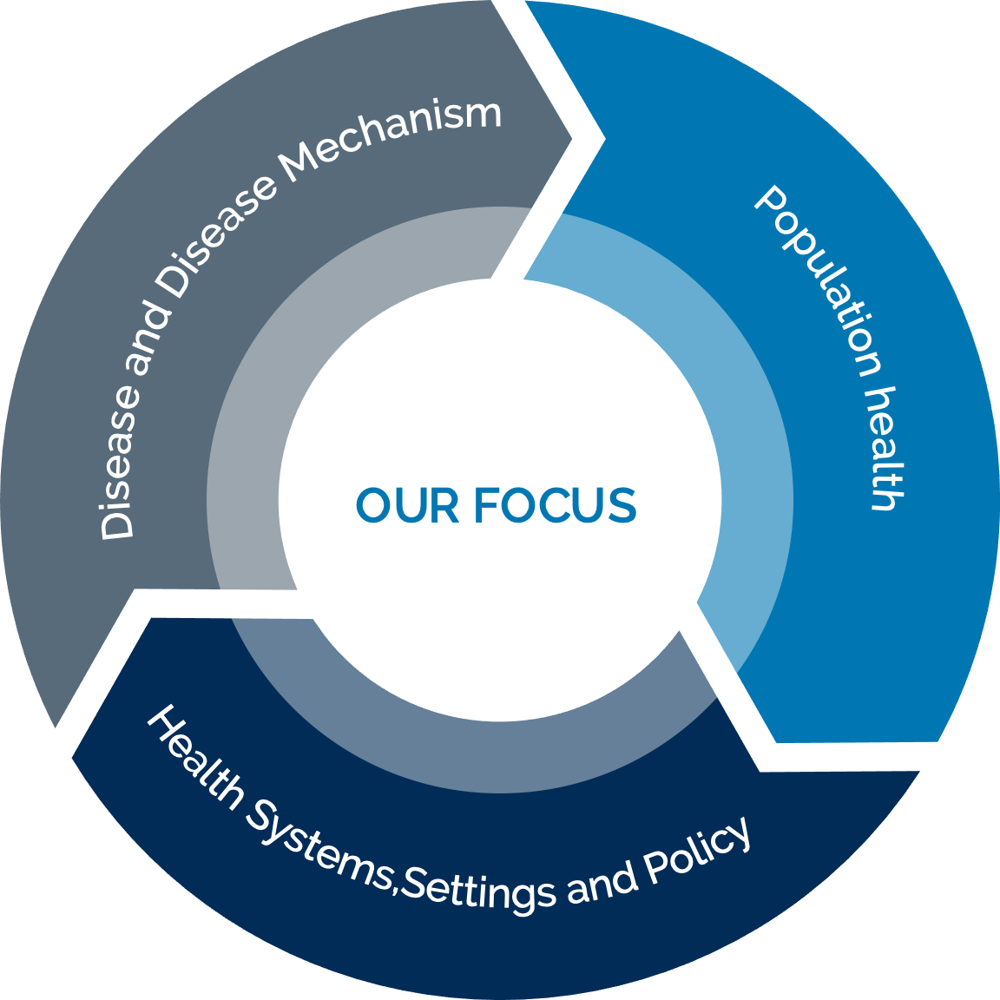 Disease and Disease Mechanism
Population health
OUR FOCUS
Health Systems,Settings and Policy